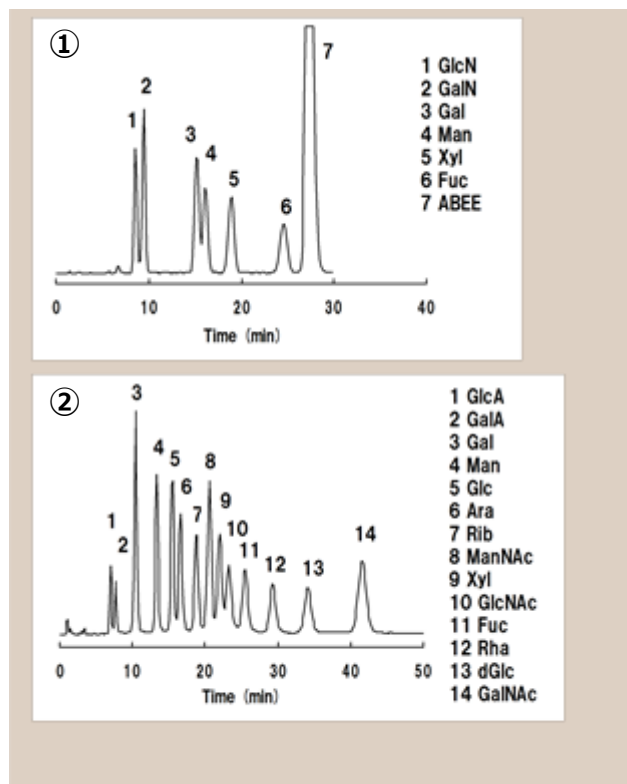 ①
1
2
3
4
5
6
7
1 GlcN
2 GalN
3 Gal
4 Man
5 Xyl
6 Fuc
7 ABEE
0 10 20 30 40
Time (min)
②
1
2
3
4
5
6
7
8
9
10
11
12
13
14
1 GlcA
2 GalA
3 Gal
4 Man
5 Glc
6 Ara
7 Rib
8 ManNAc
9 Xyl
10 GlcNAc
11 Fuc
12 Rha
13 dGlc
14 GalNAc
0 10 20 30 40 50
Time (min)